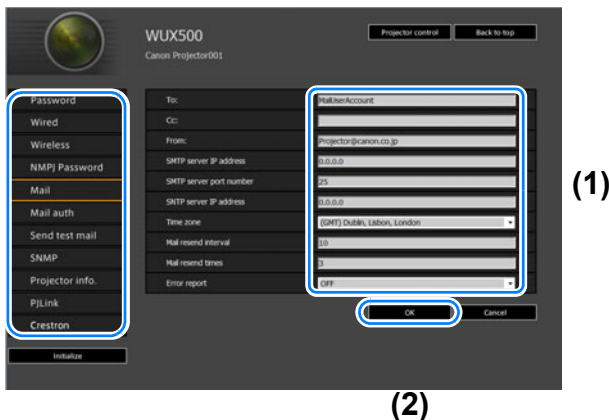 WUX500
Projector control
Back to top
Canon Projector001
Password
Wired
Wireless
NMPJ Password
Mail
Mail auth
Send test mail
SNMP
Projector info.
PJLink
Crestron
Initialize
To: MailUserAccount
Cc:
From: Projector@canon.co.jp
SMTP server IP address 0.0.0.0
SMTP server port number 25
SNTP server IP address 0.0.0.0
Time zone (GMT) Dublin, Lisbon, London
Mail resend interval 10
Mail resend times 3
Error report OFF
OK
Cancel
(1)
(2)